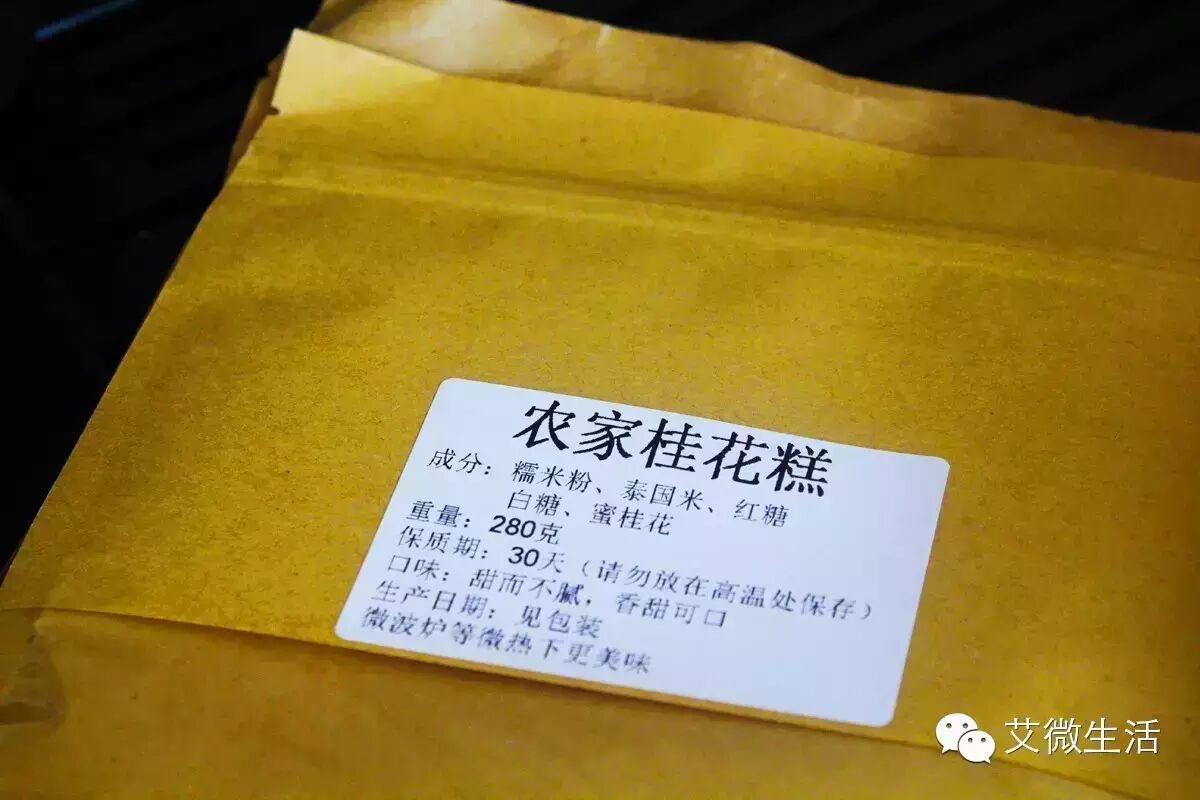 农家桂花糕
成分：糯米粉、泰国米、红糖
白糖、蜜桂花
重量：280克
保质期：30天（请勿放在高温处保存）
口味：甜而不腻，香甜可口
生产日期：见包装
微波炉等微热下更美味
艾微生活